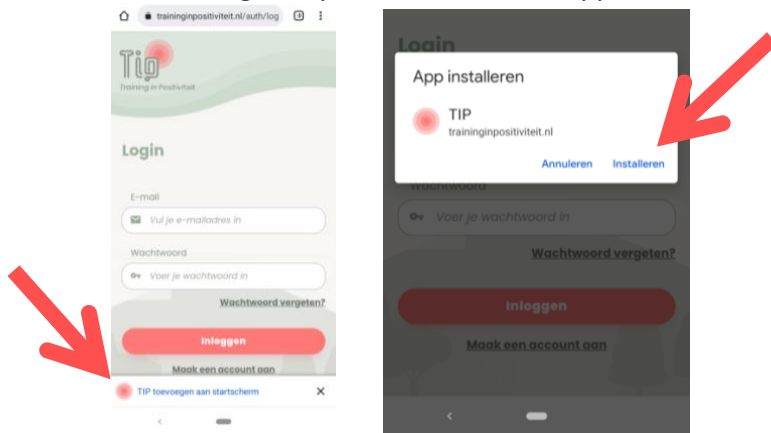 traininginpositiviteit.nl/auth/log
Tip
Training in Positiviteit
Login
E-mail
Vul je e-mailadres in
Wachtwoord
Voer je wachtwoord in
Wachtwoord vergeten?
Inloggen
Maak een account aan
TIP toevoegen aan startscherm
Login
App installeren
TIP
traininginpositiviteit.nl
Annuleren Installeren
Wachtwoord
Voer je wachtwoord in
Wachtwoord vergeten?
Inloggen
Maak een account aan